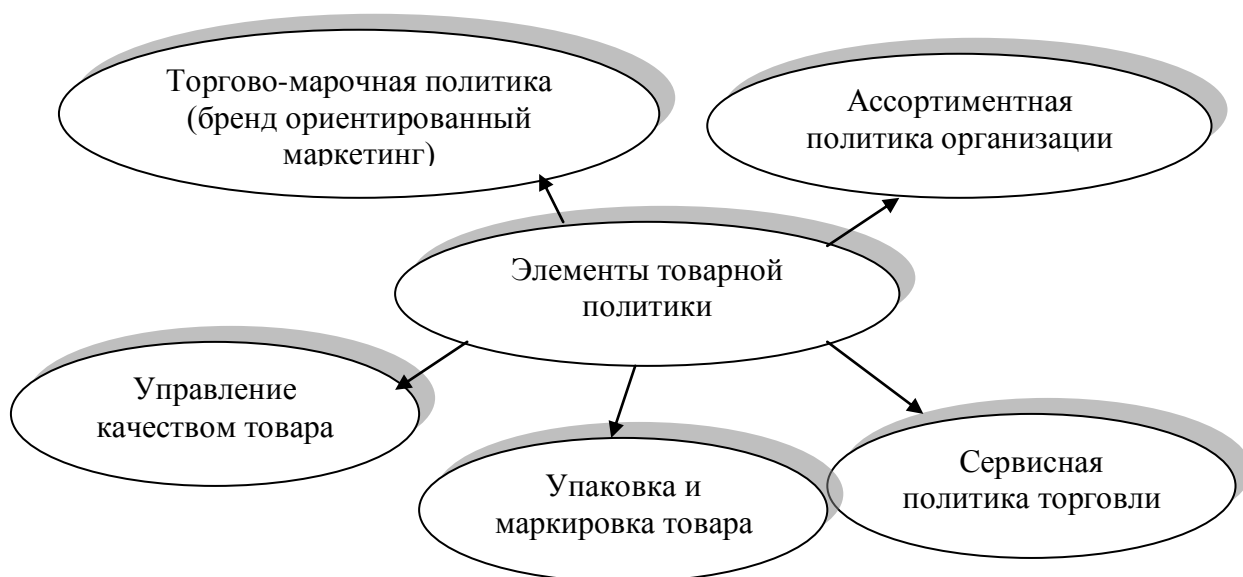 Торгово-марочная политика
(бренд ориентированный
маркетинг)
Ассортиментная
политика организации
Элементы товарной
политики
Управление
качеством товара
Упаковка и
маркировка товара
Сервисная
политика торговли